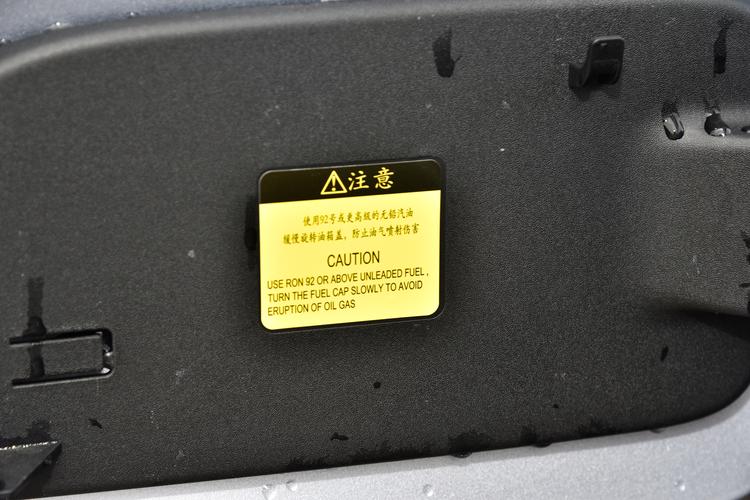 注意
使用92号或更高级的无铅汽油
缓慢旋转油箱盖，防止油气喷射伤害
CAUTION
USE RON 92 OR ABOVE UNLEADED FUEL,
TURN THE FUEL CAP SLOWLY TO AVOID
ERUPTION OF OIL GAS